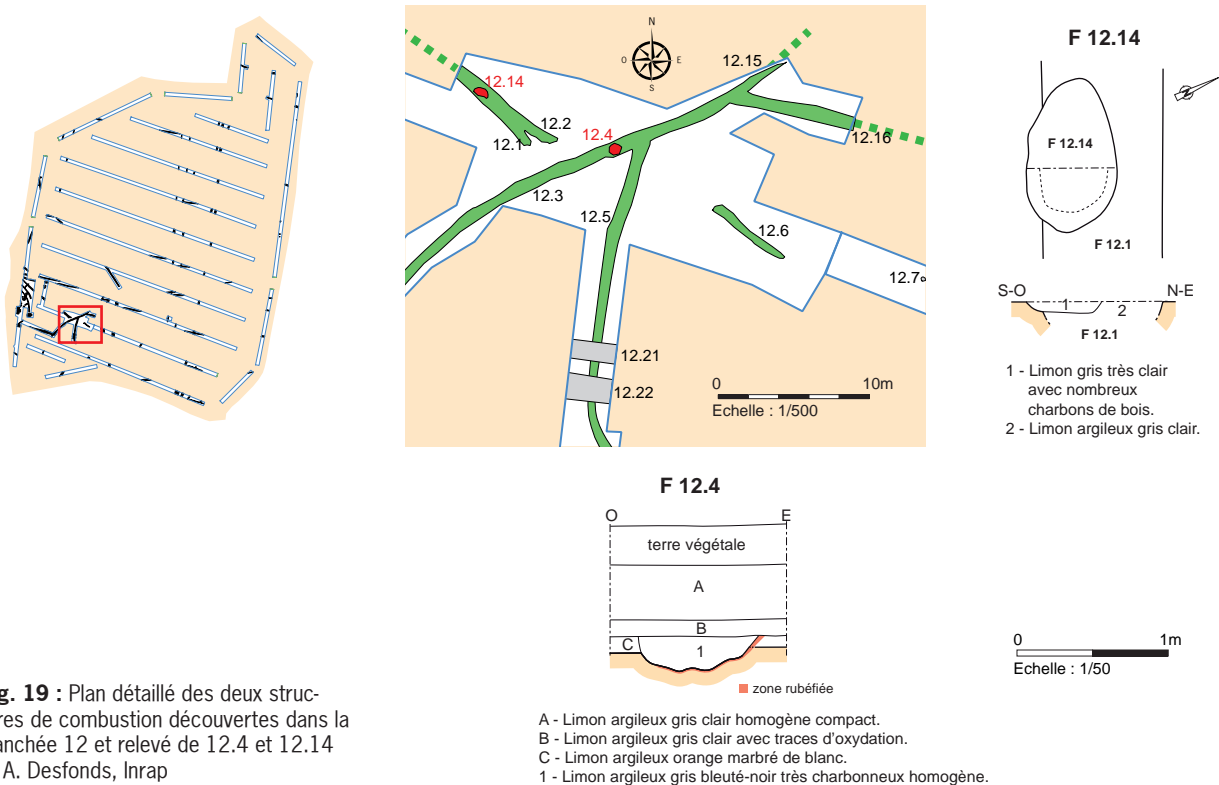 N
O
E
S
12.14
12.15
12.2
12.1
12.4
12.16
12.3
12.5
12.6
12.7
12.21
12.22
0 10m
Echelle : 1/500
F 12.14
F 12.14
F 12.1
S-O N-E
1
2
F 12.1
1 - Limon gris très clair
avec nombreux
charbons de bois.
2 - Limon argileux gris clair.
F 12.4
O E
terre végétale
A
B
C
1
zone rubéfiée
0 1m
Echelle : 1/50
A - Limon argileux gris clair homogène compact.
B - Limon argileux gris clair avec traces d'oxydation.
C - Limon argileux orange marbré de blanc.
1 - Limon argileux gris bleuté-noir très charbonneux homogène.
g. 19 : Plan détaillé des deux struc-
res de combustion découvertes dans la
anchée 12 et relevé de 12.4 et 12.14
A. Desfonds, Inrap